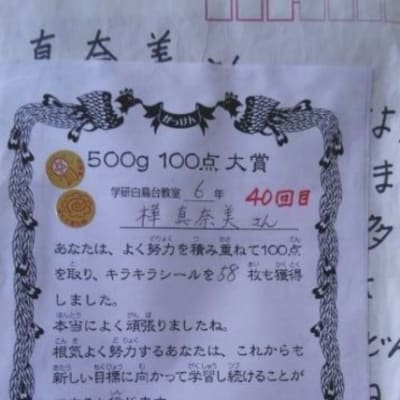 真奈美
がっけん
500g 100点 大賞
学研白鳥台教室 6年 40回目
樺 真奈美さん
あなたは、よく努力を積み重ねて100点
を取り、キラキラシールを58枚も獲得
しました。
本当によく頑張りましたね。
根気よく努力するあなたは、これからも
新しい目標に向かって学習し続けることが